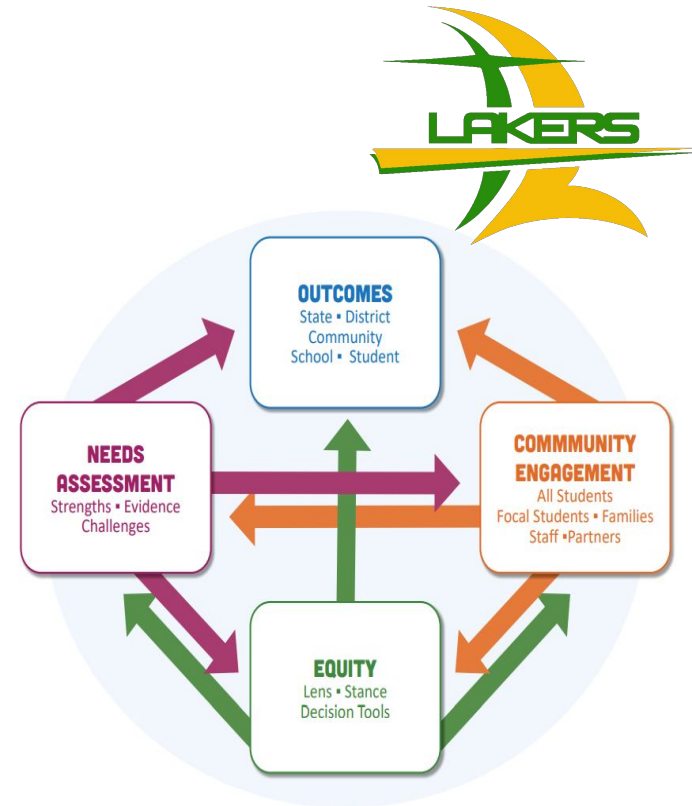 LAKERS
OUTCOMES
State ▪ District
Community
School ▪ Student
NEEDS
ASSESSMENT
Strengths ▪ Evidence
Challenges
COMMMUNITY
ENGAGEMENT
All Students
Focal Students ▪ Families
Staff ▪Partners
EQUITY
Lens ▪ Stance
Decision Tools